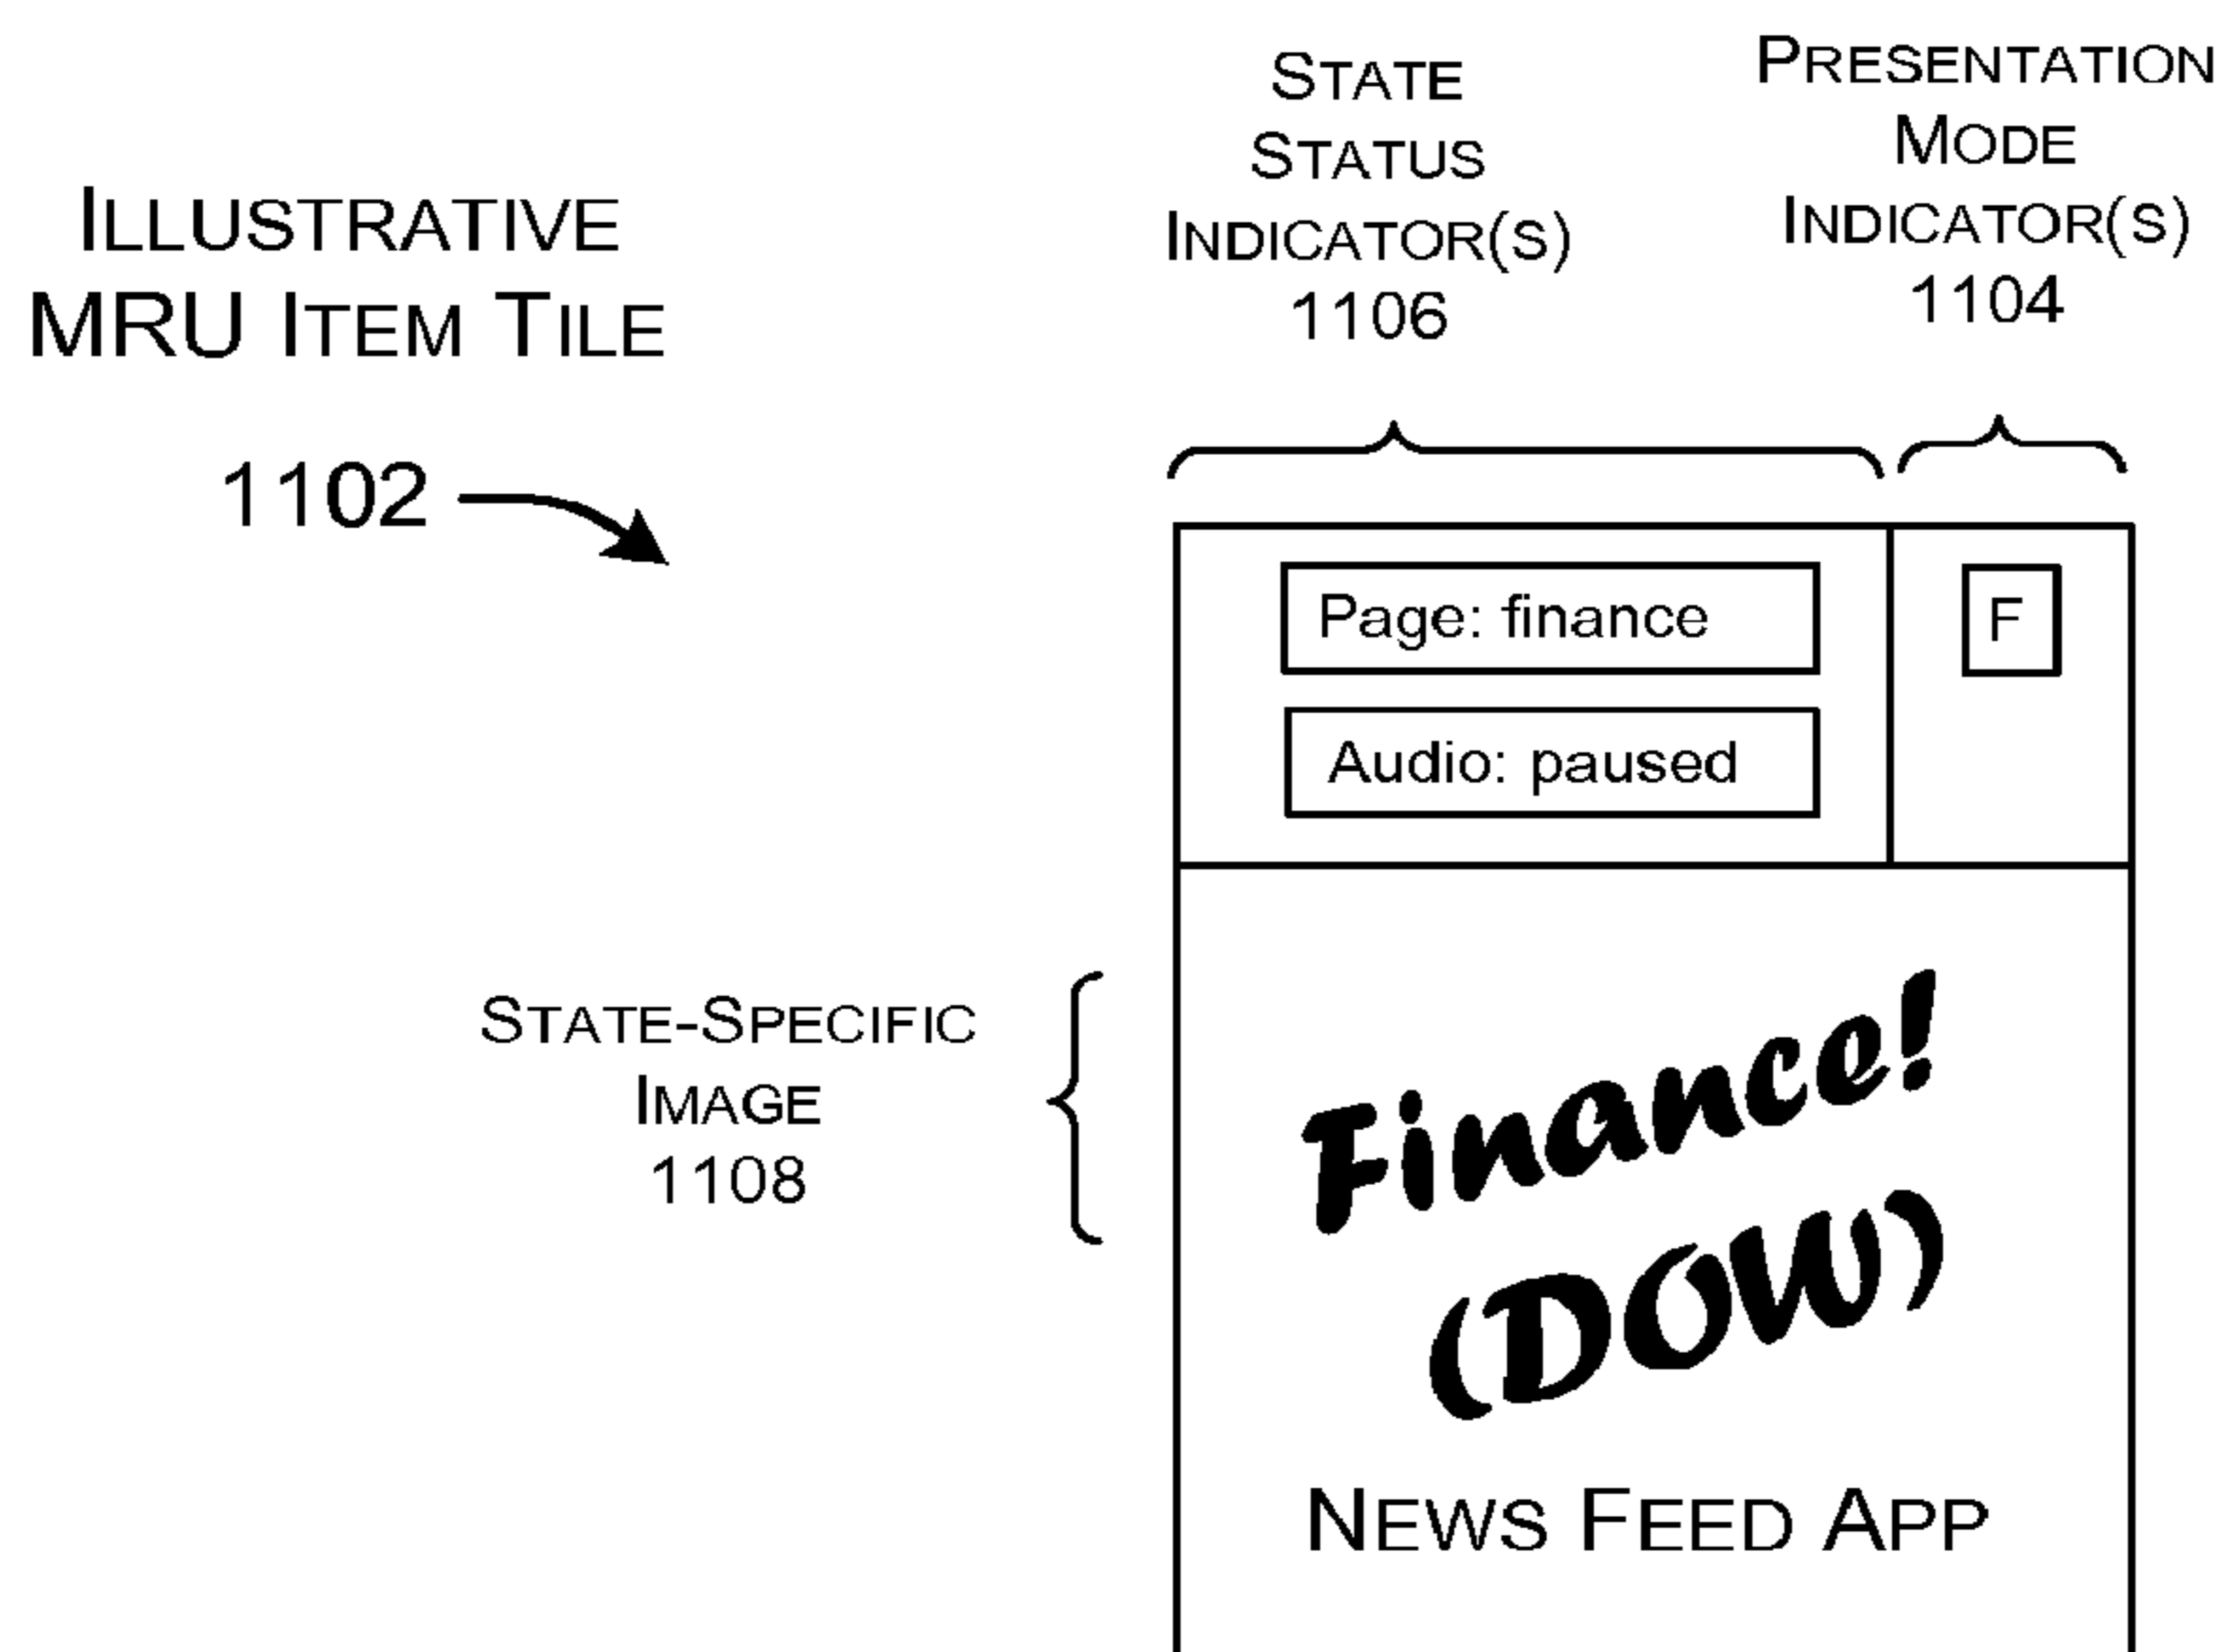 ILLUSTRATIVE
MRU ITEM TILE
1102
STATE
STATUS
INDICATOR(S)
1106
PRESENTATION
MODE
INDICATOR(S)
1104
Page: finance
F
Audio: paused
STATE-SPECIFIC
IMAGE
1108
Finance!
(DOW)
NEWS FEED APP